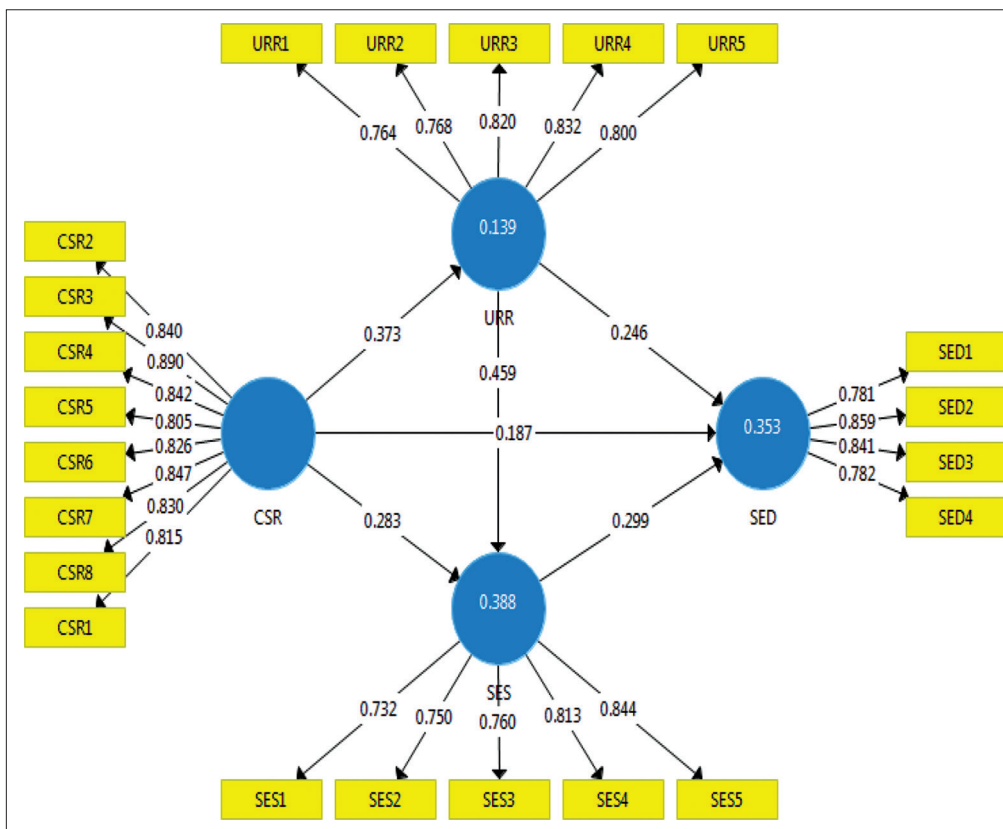 URR1 URR2 URR3 URR4 URR5
0.764 0.768 0.820 0.832 0.800
0.139
URR
CSR2
CSR3
CSR4
CSR5
CSR6
CSR7
CSR8
CSR1
0.840
0.890
0.842
0.805
0.826
0.847
0.830
0.815
CSR
0.373
0.459
0.246
0.187
0.283
0.299
0.353
SED
0.781
0.859
0.841
0.782
SED1
SED2
SED3
SED4
0.388
SES
0.732 0.750 0.760 0.813 0.844
SES1 SES2 SES3 SES4 SES5